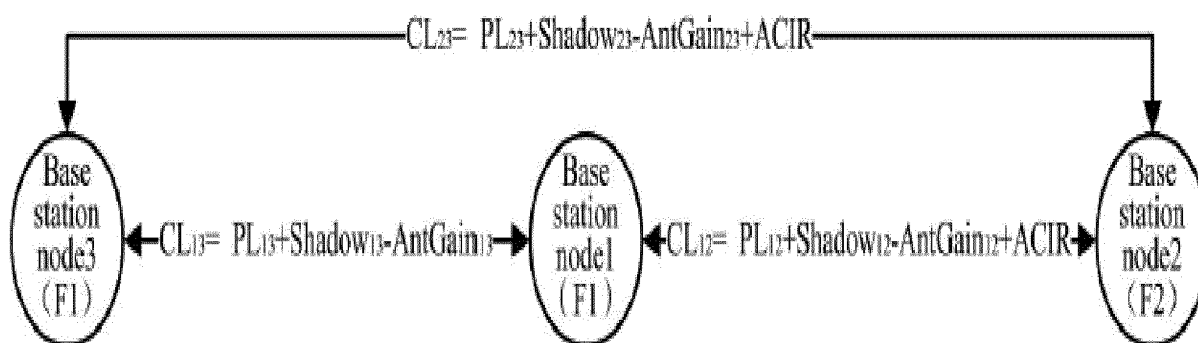 CL23= PL23+Shadow23-AntGain23+ACIR
Base
station
node3
(F1)
CL13= PL13+Shadow13-AntGain13
Base
station
node1
(F1)
CL12= PL12+Shadow12-AntGain12+ACIR
Base
station
node2
(F2)